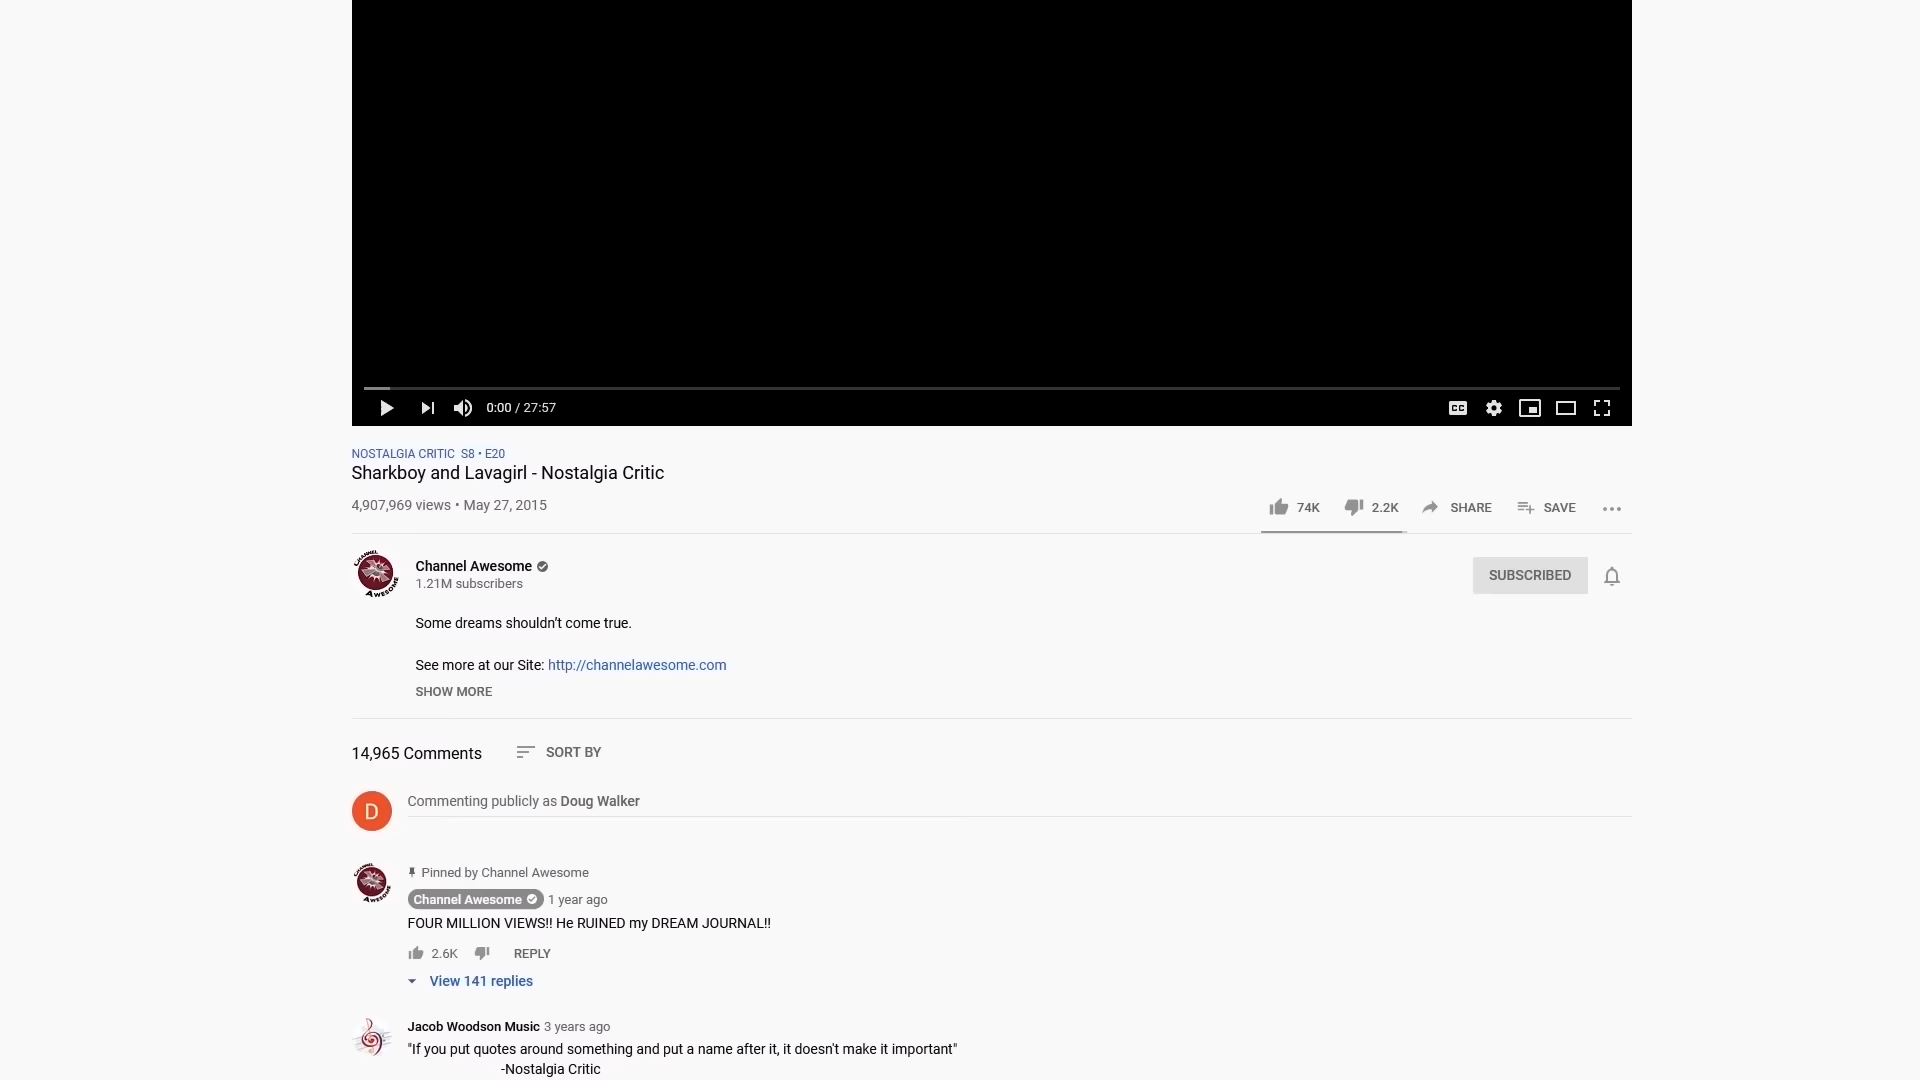 0:00 / 27:57
CC
NOSTALGIA CRITIC S8 • E20
Sharkboy and Lavagirl - Nostalgia Critic
4,907,969 views • May 27, 2015
74K 2.2K SHARE SAVE
CHANNEL AWESOME
Channel Awesome
1.21M subscribers
SUBSCRIBED
Some dreams shouldn’t come true.
See more at our Site: http://channelawesome.com
SHOW MORE
14,965 Comments SORT BY
D
Commenting publicly as Doug Walker
CHANNEL AWESOME
Pinned by Channel Awesome
Channel Awesome 1 year ago
FOUR MILLION VIEWS!! He RUINED my DREAM JOURNAL!!
2.6K REPLY
View 141 replies
Jacob Woodson Music 3 years ago
"If you put quotes around something and put a name after it, it doesn't make it important"
-Nostalgia Critic